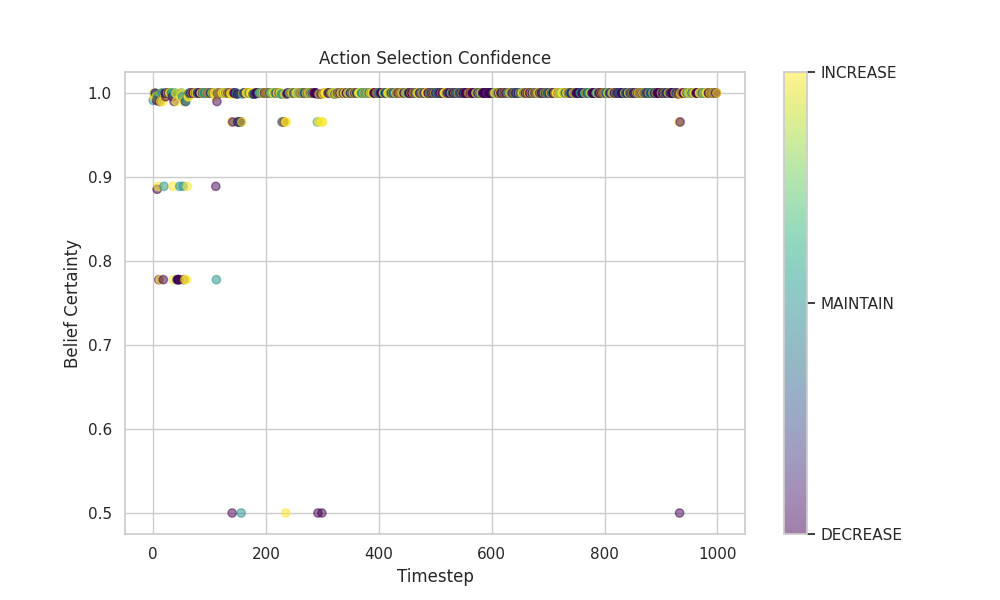 Action Selection Confidence
INCREASE
MAINTAIN
DECREASE
Belief Certainty
1.0
0.9
0.8
0.7
0.6
0.5
0 200 400 600 800 1000
Timestep